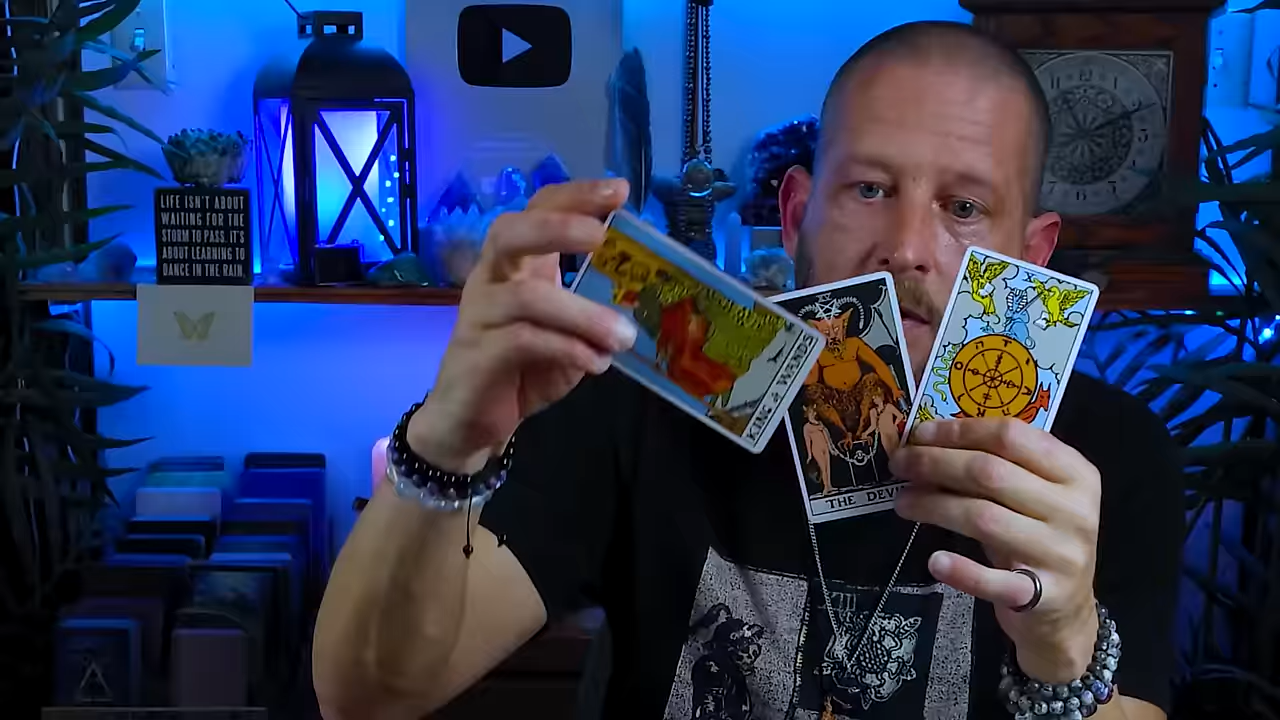 LIFE ISN'T ABOUT
WAITING FOR THE
STORM TO PASS. IT'S
ABOUT LEARNING TO
DANCE IN THE RAIN.
KING of WANDS
XV
THE DEVIL
X